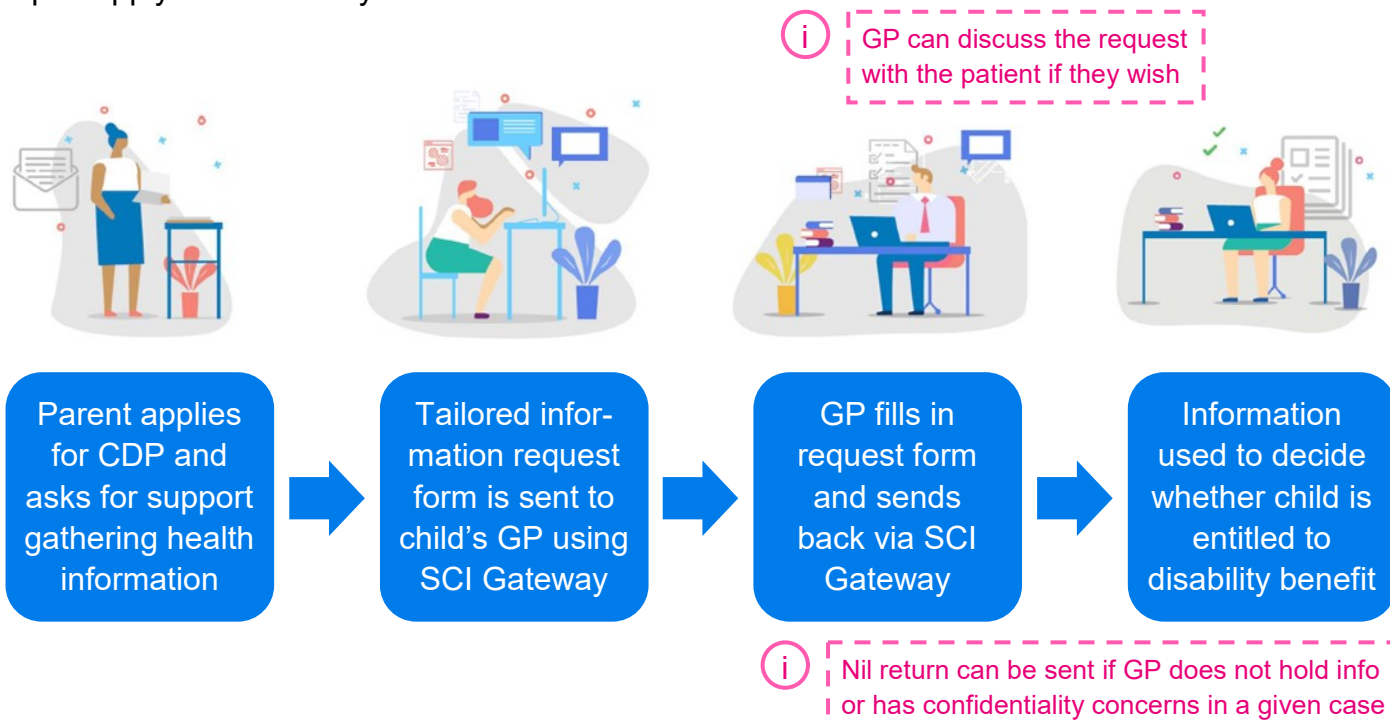 GP can discuss the request
with the patient if they wish
Parent applies
for CDP and
asks for support
gathering health
information
Tailored infor-
mation request
form is sent to
child's GP using
SCI Gateway
GP fills in
request form
and sends
back via SCI
Gateway
Information
used to decide
whether child is
entitled to
disability benefit
i
i
Nil return can be sent if GP does not hold info
or has confidentiality concerns in a given case